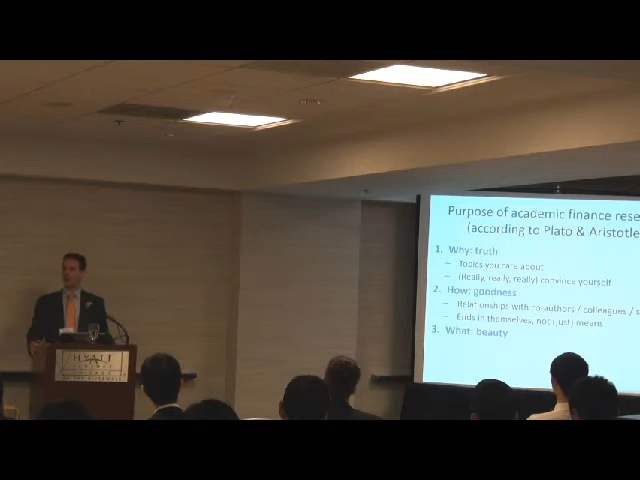 Purpose of academic finance rese
(according to Plato & Aristotle
1. Why: truth
– Topics you care about
– (Really, really, really) convince yourself
2. How: goodness
– Relationships with co-authors / colleagues / s
– Ends in themselves, not (just) means
3. What: beauty
HYATT
REGENCY
CHICAGO